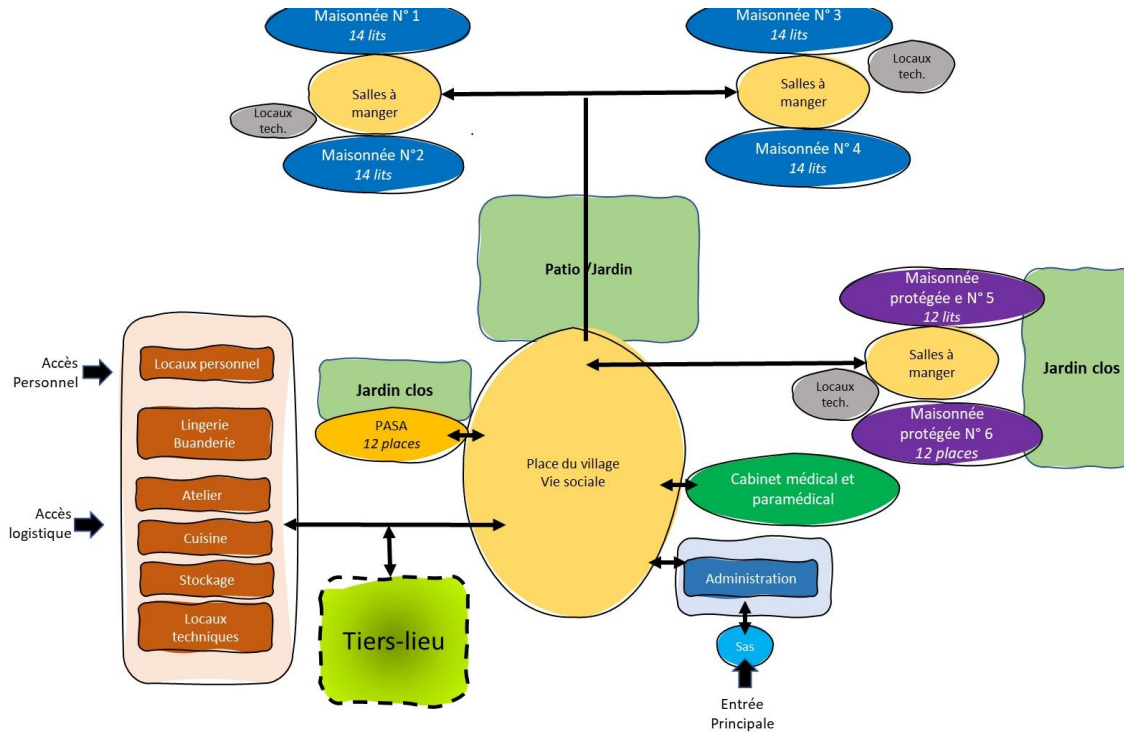 Maisonnée N° 1
14 lits
Salles à
manger
Locaux
tech.
Maisonnée N°2
14 lits
Maisonnée N° 3
14 lits
Locaux
tech.
Salles à
manger
Maisonnée N° 4
14 lits
Patio /Jardin
Maisonnée
protégée e N° 5
12 lits
Salles à
manger
Locaux
tech.
Jardin clos
Maisonnée
protégée N° 6
12 places
Accès
Personnel
Locaux personnel
Lingerie
Buanderie
Accès
logistique
Atelier
Cuisine
Stockage
Locaux
techniques
Jardin clos
PASA
12 places
Place du village
Vie sociale
Cabinet médical et
paramédical
Administration
Tiers-lieu
Sas
Entrée
Principale